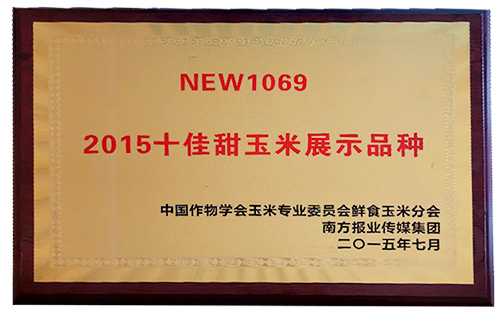 NEW1069
2015十佳甜玉米展示品种
中国作物学会玉米专业委员会鲜食玉米分会
南方报业传媒集团
二〇一五年七月